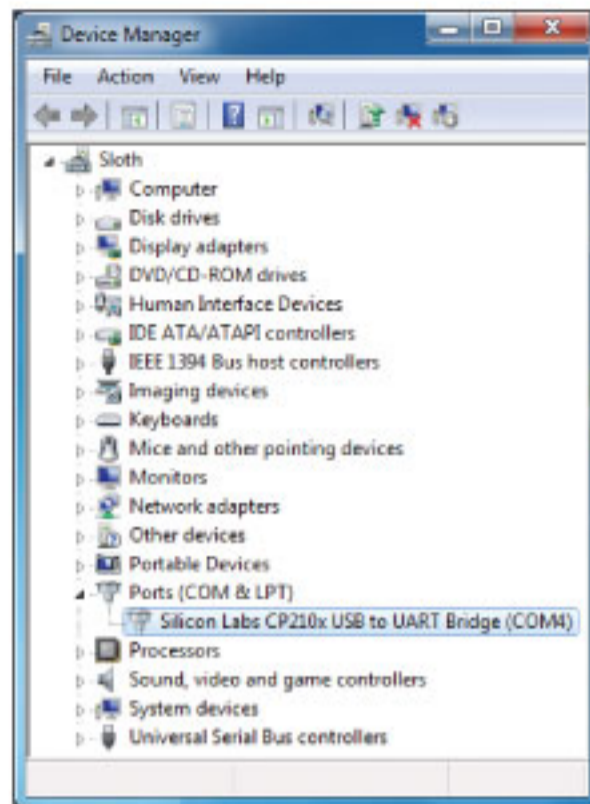 Device Manager
File Action View Help
Sloth
Computer
Disk drives
Display adapters
DVD/CD-ROM drives
Human Interface Devices
IDE ATA/ATAPI controllers
IEEE 1394 Bus host controllers
Imaging devices
Keyboards
Mice and other pointing devices
Monitors
Network adapters
Other devices
Portable Devices
Ports (COM & LPT)
Silicon Labs CP210x USB to UART Bridge (COM4)
Processors
Sound, video and game controllers
System devices
Universal Serial Bus controllers